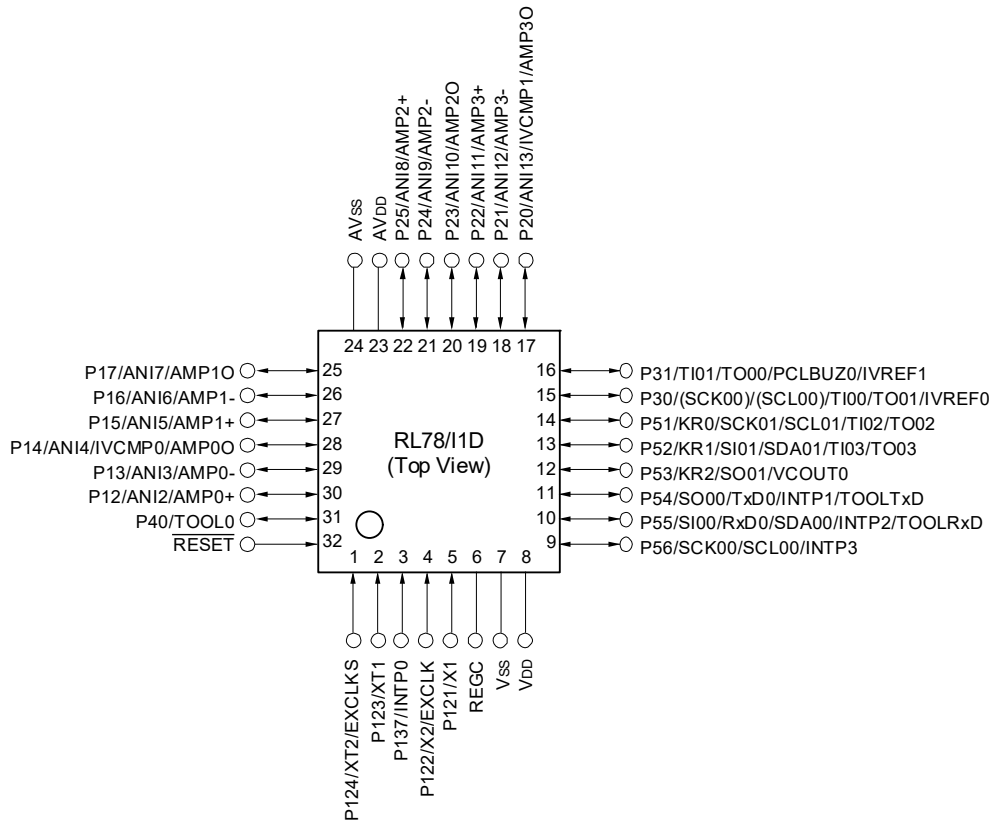 AVSS
AVDD
P25/ANI8/AMP2+
P24/ANI9/AMP2-
P23/ANI10/AMP2O
P22/ANI11/AMP3+
P21/ANI12/AMP3-
P20/ANI13/IVCMP1/AMP3O
24 23 22 21 20 19 18 17
P17/ANI7/AMP1O 25
P16/ANI6/AMP1- 26
P15/ANI5/AMP1+ 27
P14/ANI4/IVCMP0/AMP0O 28
P13/ANI3/AMP0- 29
P12/ANI2/AMP0+ 30
P40/TOOL0 31
RESET 32
RL78/I1D
(Top View)
16 P31/TI01/TO00/PCLBUZ0/IVREF1
15 P30/(SCK00)/(SCL00)/TI00/TO01/IVREF0
14 P51/KR0/SCK01/SCL01/TI02/TO02
13 P52/KR1/SI01/SDA01/TI03/TO03
12 P53/KR2/SO01/VCOUT0
11 P54/SO00/TxD0/INTP1/TOOLTxD
10 P55/SI00/RxD0/SDA00/INTP2/TOOLRxD
9 P56/SCK00/SCL00/INTP3
1 2 3 4 5 6 7 8
P124/XT2/EXCLKS
P123/XT1
P137/INTP0
P122/X2/EXCLK
P121/X1
REGC
VSS
VDD